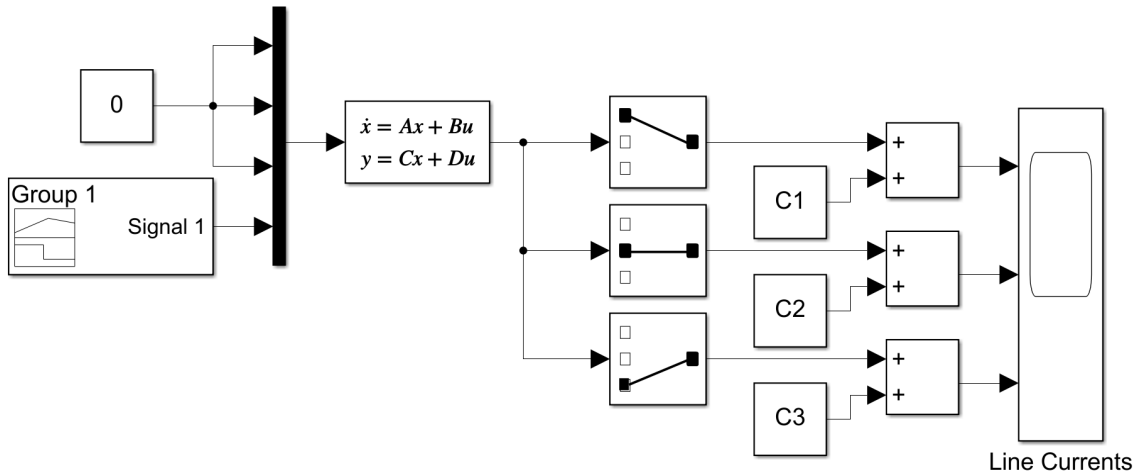 0
Group 1
Signal 1
ẋ = Ax + Bu
y = Cx + Du
+
+
C1
+
+
C2
+
+
C3
Line Currents